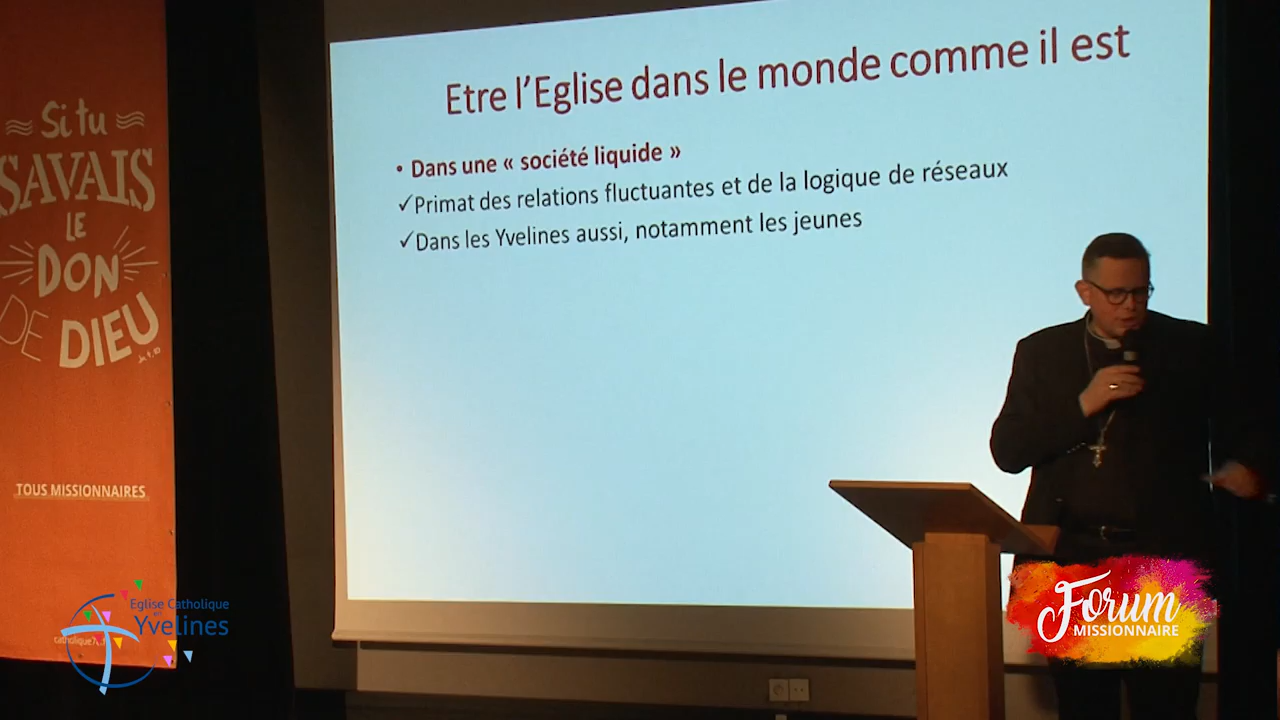 Si tu
SAVAIS
LE
DON
DE DIEU
TOUS MISSIONNAIRES
Etre l'Eglise dans le monde comme il est
• Dans une « société liquide »
✓Primat des relations fluctuantes et de la logique de réseaux
✓Dans les Yvelines aussi, notamment les jeunes
Eglise Catholique
en
Yvelines
Forum
MISSIONNAIRE